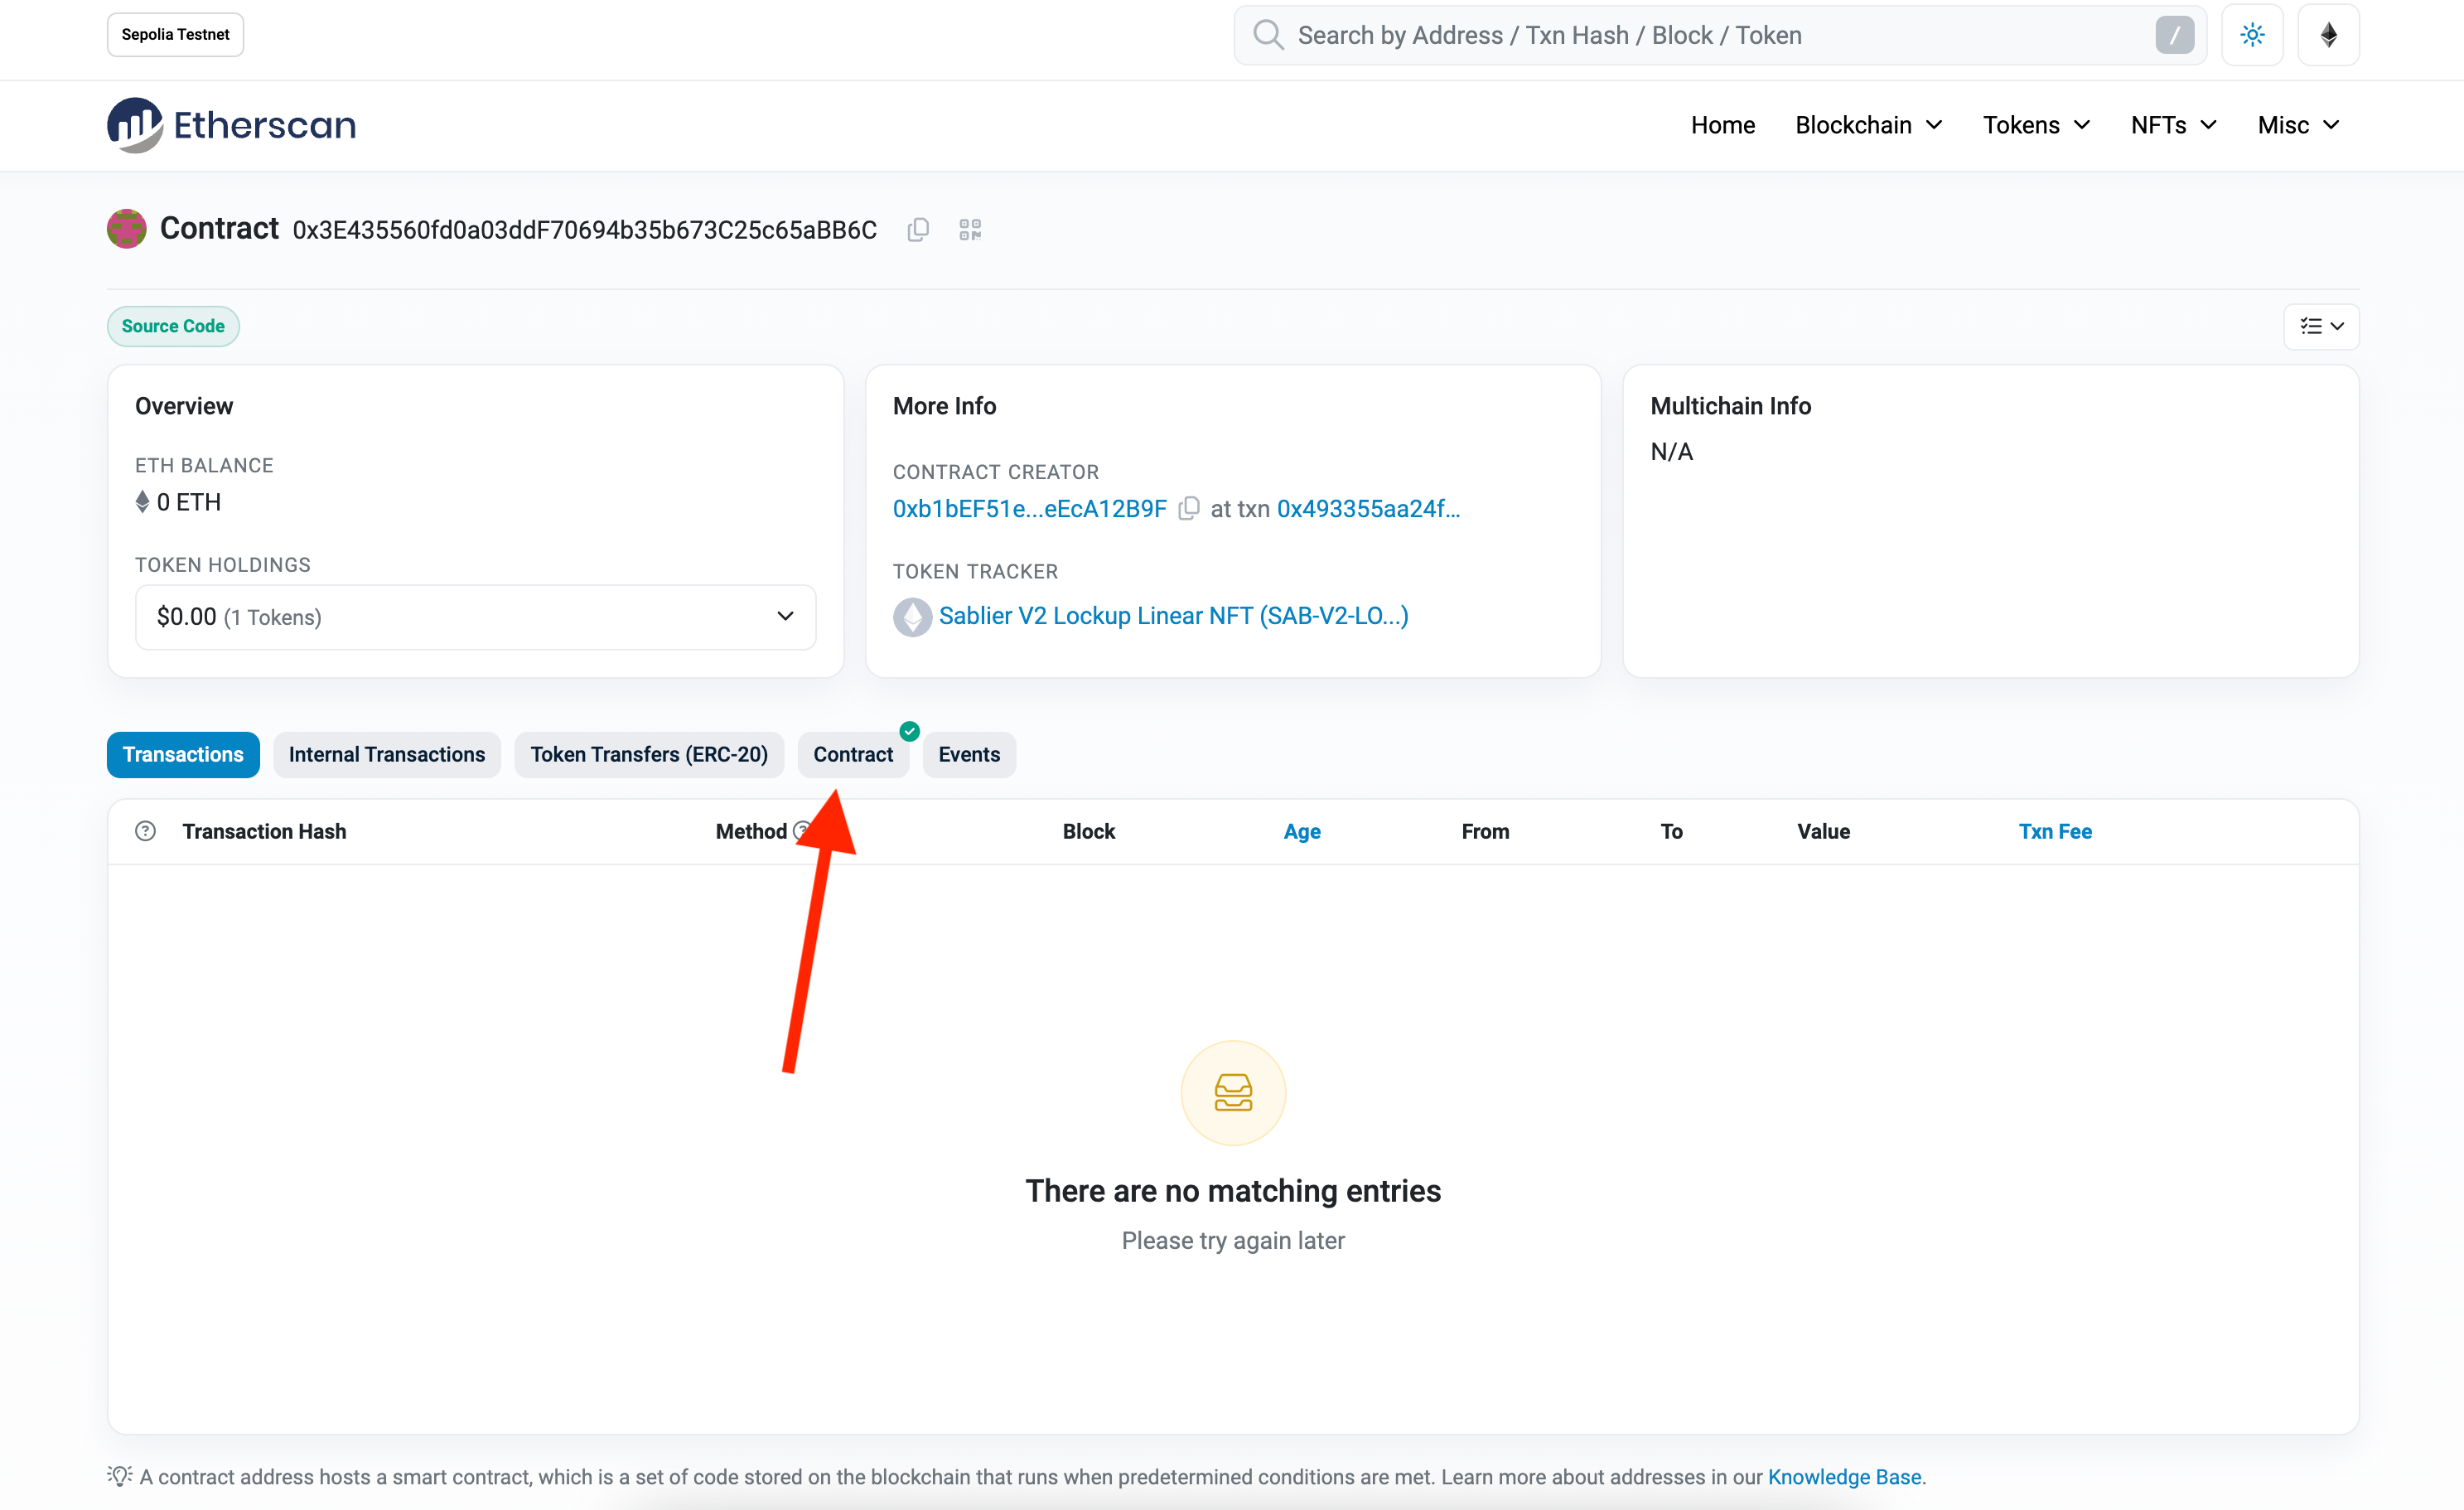 Sepolia Testnet
Search by Address / Txn Hash / Block / Token
/
Etherscan
Home
Blockchain
Tokens
NFTs
Misc
Contract 0x3E435560fd0a03ddF70694b35b673C25c65aBB6C
Source Code
Overview
ETH BALANCE
0 ETH
TOKEN HOLDINGS
$0.00 (1 Tokens)
More Info
CONTRACT CREATOR
0xb1bEF51e...eEcA12B9F at txn 0x493355aa24f...
TOKEN TRACKER
Sablier V2 Lockup Linear NFT (SAB-V2-LO...)
Multichain Info
N/A
Transactions
Internal Transactions
Token Transfers (ERC-20)
Contract
Events
? Transaction Hash
Method ?
Block
Age
From
To
Value
Txn Fee
There are no matching entries
Please try again later
A contract address hosts a smart contract, which is a set of code stored on the blockchain that runs when predetermined conditions are met. Learn more about addresses in our Knowledge Base.